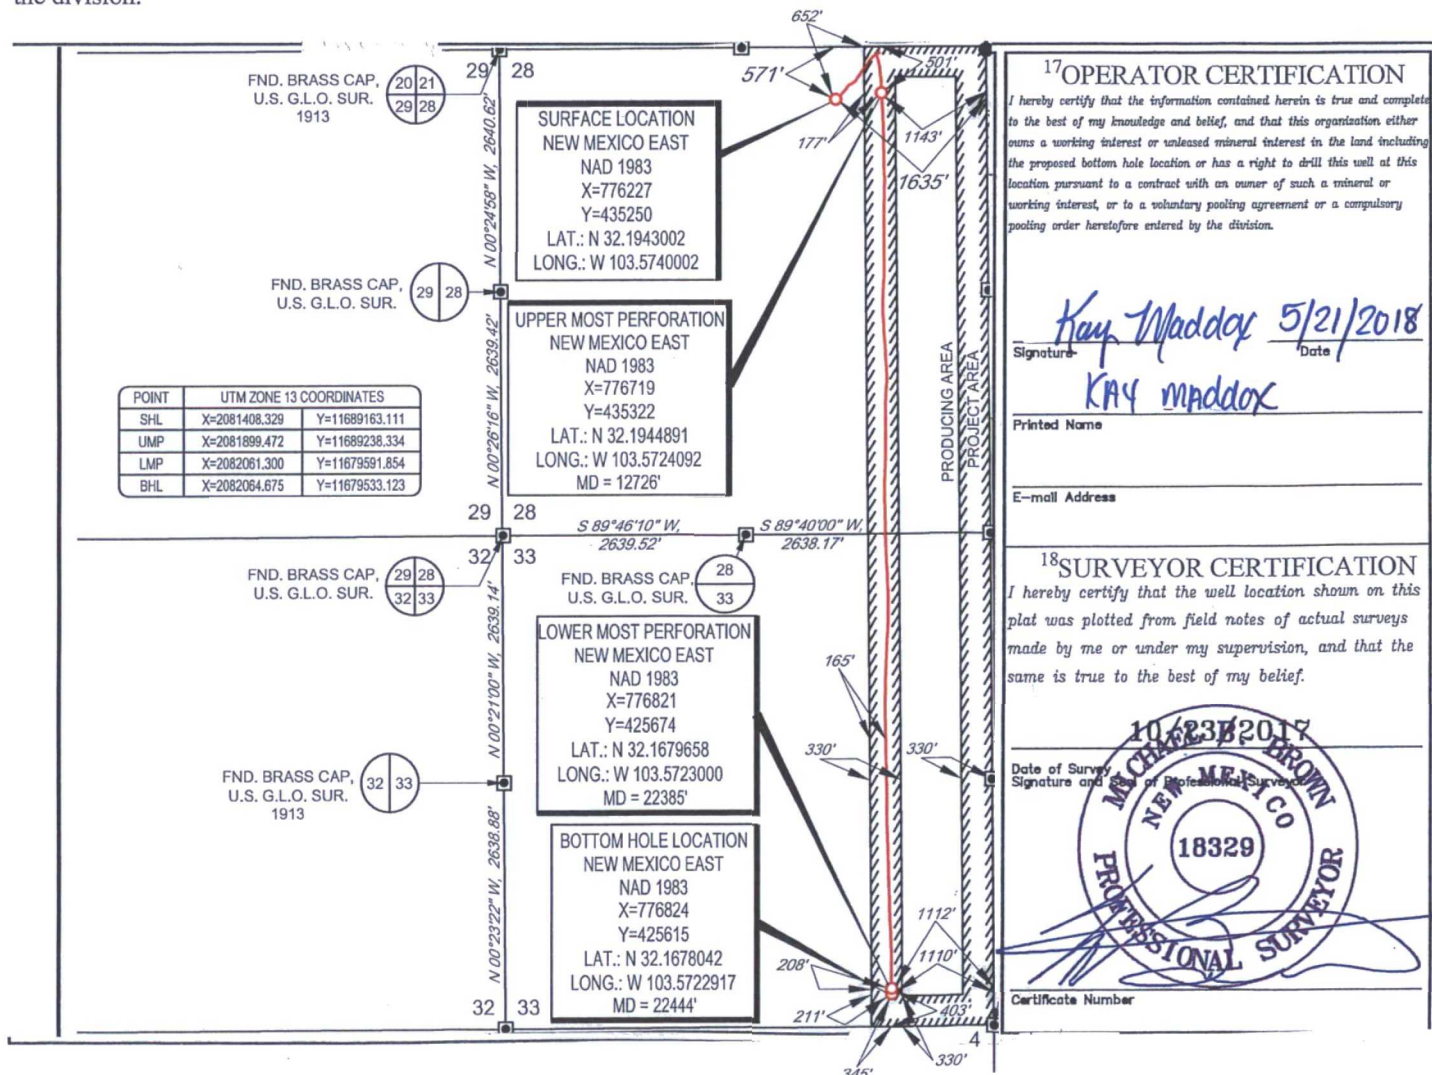 the division.
652'
571'
501'
177'
1143'
1635'
29 28
FND. BRASS CAP,
U.S. G.L.O. SUR.
1913
20 21
29 28
N 00°24'58" W, 2640.62'
SURFACE LOCATION
NEW MEXICO EAST
NAD 1983
X=776227
Y=435250
LAT.: N 32.1943002
LONG.: W 103.5740002
FND. BRASS CAP,
U.S. G.L.O. SUR.
29 28
N 00°26'16" W, 2639.42'
UPPER MOST PERFORATION
NEW MEXICO EAST
NAD 1983
X=776719
Y=435322
LAT.: N 32.1944891
LONG.: W 103.5724092
MD = 12726'
PRODUCING AREA
PROJECT AREA
POINT UTM ZONE 13 COORDINATES
SHL X=2081408.329 Y=11689163.111
UMP X=2081899.472 Y=11689238.334
LMP X=2082061.300 Y=11679591.854
BHL X=2082064.675 Y=11679533.123
29 28
32 33
S 89°46'10" W,
2639.52'
S 89°40'00" W,
2638.17'
FND. BRASS CAP,
U.S. G.L.O. SUR.
29 28
32 33
FND. BRASS CAP,
U.S. G.L.O. SUR.
28
33
N 00°21'00" W, 2639.14'
LOWER MOST PERFORATION
NEW MEXICO EAST
NAD 1983
X=776821
Y=425674
LAT.: N 32.1679658
LONG.: W 103.5723000
MD = 22385'
165'
330'
330'
FND. BRASS CAP,
U.S. G.L.O. SUR.
1913
32 33
N 00°23'22" W, 2638.88'
BOTTOM HOLE LOCATION
NEW MEXICO EAST
NAD 1983
X=776824
Y=425615
LAT.: N 32.1678042
LONG.: W 103.5722917
MD = 22444'
1112'
208'
1110'
211'
403'
32 33
4
330'
345'
17 OPERATOR CERTIFICATION
I hereby certify that the information contained herein is true and complete
to the best of my knowledge and belief, and that this organization either
owns a working interest or unleased mineral interest in the land including
the proposed bottom hole location or has a right to drill this well at this
location pursuant to a contract with an owner of such a mineral or
working interest, or to a voluntary pooling agreement or a compulsory
pooling order heretofore entered by the division.
Kay Maddox 5/21/2018
Signature Date
KAY MADDOX
Printed Name
E-mail Address
18 SURVEYOR CERTIFICATION
I hereby certify that the well location shown on this
plat was plotted from field notes of actual surveys
made by me or under my supervision, and that the
same is true to the best of my belief.
10/23/2017
Date of Survey
Signature and Seal of Professional Surveyor
MICHAEL B. BROWN
NEW MEXICO
18329
PROFESSIONAL SURVEYOR
Certificate Number